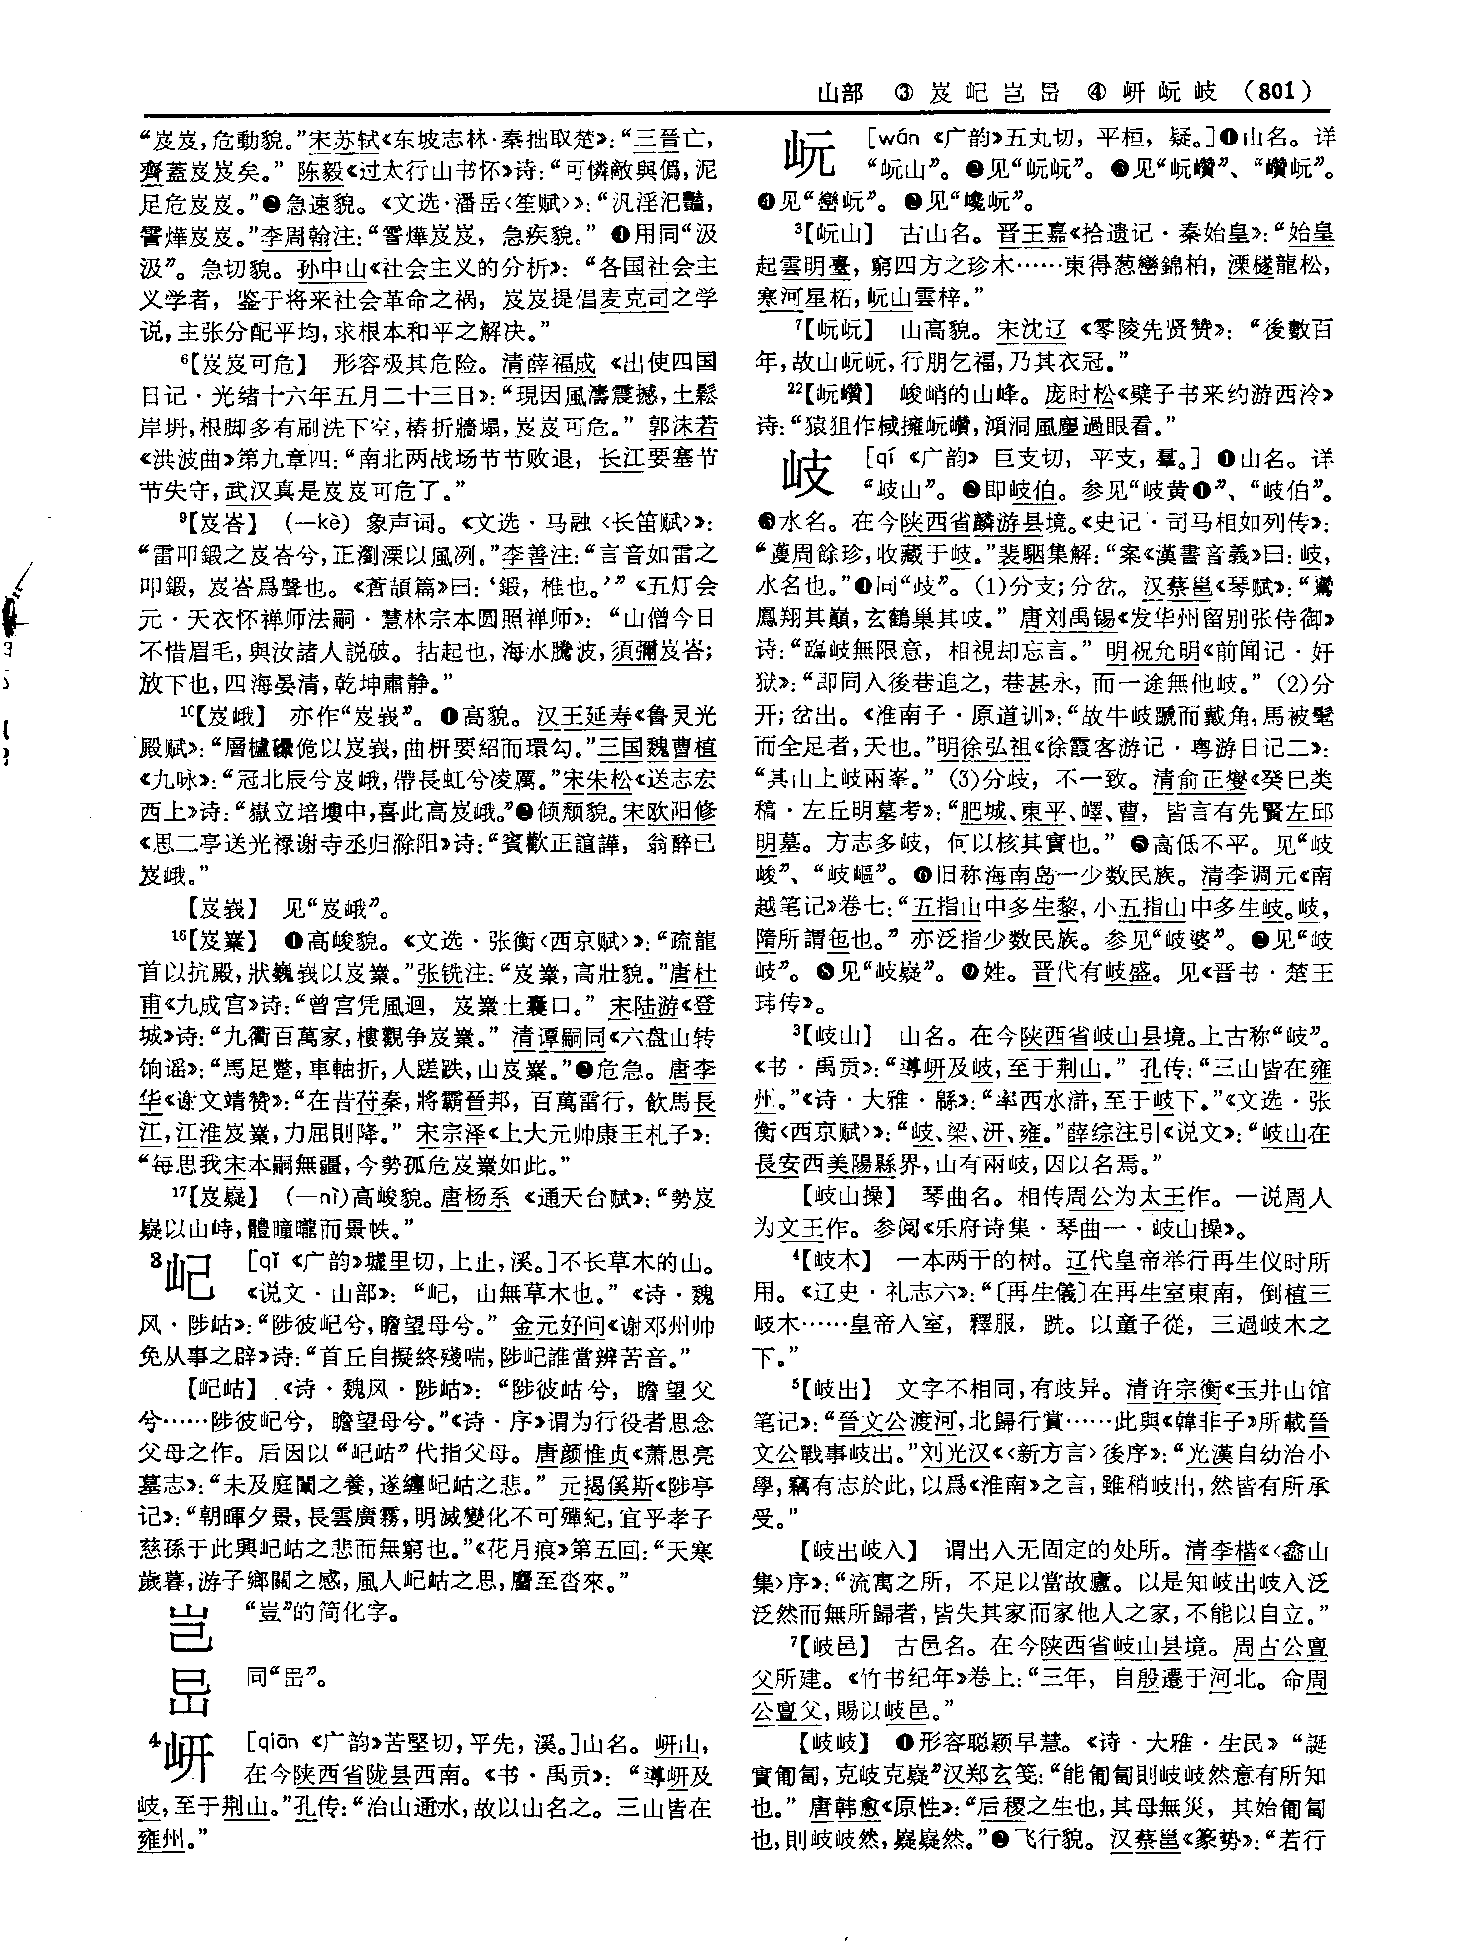 山部 ③ 岌屺岂昻 ④ 岍岏岐 (801)
“岌岌,危動貌。”宋苏轼《东坡志林·秦拙取楚》:“三晉亡,
齊蓋岌岌矣。” 陈毅《过太行山书怀》诗:“可憐敵與僞,泥
足危岌岌。”❷急速貌。《文选·潘岳〈笙赋〉》:“汎淫氾豔,
霅㷸岌岌。”李周翰注:“霅㷸岌岌,急疾貌。” ❹用同“汲
汲”。急切貌。孙中山《社会主义的分析》:“各国社会主
义学者,鉴于将来社会革命之祸,岌岌提倡麦克司之学
说,主张分配平均,求根本和平之解决。”
⁶【岌岌可危】 形容极其危险。清薛福成《出使四国
日记·光绪十六年五月二十三日》:“現因風濤震撼,土鬆
岸坍,根脚多有刷洗下空,樁折牆塌,岌岌可危。” 郭沫若
《洪波曲》第九章四:“南北两战场节节败退,长江要塞节
节失守,武汉真是岌岌可危了。”
⁹【岌峇】 (—kè) 象声词。《文选·马融〈长笛赋〉》:
“雷叩鍛之岌峇兮,正瀏溧以風冽。”李善注:“言音如雷之
叩鍛,岌峇爲聲也。《蒼頡篇》曰:‘鍛,椎也。’” 《五灯会
元·天衣怀禅师法嗣·慧林宗本圆照禅师》:“山僧今日
不惜眉毛,與汝諸人説破。拈起也,海水騰波,須彌岌峇;
放下也,四海晏清,乾坤肅静。”
¹⁰【岌峨】 亦作“岌峩”。❶高貌。汉王延寿《鲁灵光
殿赋》:“層櫨磥佹以岌峩,曲枅要紹而環勾。”三国魏曹植
《九咏》:“冠北辰兮岌峨,帶長虹兮凌厲。”宋朱松《送志宏
西上》诗:“嶽立培塿中,喜此高岌峨。”❷倾颓貌。宋欧阳修
《思二亭送光禄谢寺丞归滁阳》诗:“賓歡正諠譁,翁醉已
岌峨。”
【岌峩】 见“岌峨”。
¹⁶【岌嶪】 ❶高峻貌。《文选·张衡〈西京赋〉》:“疏龍
首以抗殿,狀巍峩以岌嶪。”张铣注:“岌嶪,高壯貌。”唐杜
甫《九成宫》诗:“曾宫凭風迴,岌嶪土囊口。” 宋陆游《登
城》诗:“九衢百萬家,樓觀争岌嶪。” 清谭嗣同《六盘山转
饷谣》:“馬足蹩,車軸折,人蹉跌,山岌嶪。”❷危急。唐李
华《谢文靖赞》:“在昔苻秦,將霸晉邦,百萬雷行,飲馬長
江,江淮岌嶪,力屈則降。” 宋宗泽《上大元帅康王札子》:
“每思我宋本嗣無疆,今勢孤危岌嶪如此。”
¹⁷【岌嶷】 (—nì)高峻貌。唐杨系《通天台赋》:“勢岌
嶷以山峙,體曈曨而景帙。”
³屺 [qǐ《广韵》墟里切,上止,溪。]不长草木的山。
《说文·山部》:“屺,山無草木也。”《诗·魏
风·陟岵》:“陟彼屺兮,瞻望母兮。” 金元好问《谢邓州帅
免从事之辟》诗:“首丘自擬終殘喘,陟屺誰當辨苦音。”
【屺岵】 《诗·魏风·陟岵》:“陟彼岵兮,瞻望父
兮……陟彼屺兮,瞻望母兮。”《诗·序》谓为行役者思念
父母之作。后因以“屺岵”代指父母。唐颜惟贞《萧思亮
墓志》:“未及庭闈之養,遂纏屺岵之悲。” 元揭傒斯《陟亭
记》:“朝暉夕景,長雲廣霧,明滅變化不可殫紀,宜乎孝子
慈孫于此興屺岵之悲而無窮也。”《花月痕》第五回:“天寒
歲暮,游子鄉關之感,風人屺岵之思,麕至沓來。”
岂 “豈”的简化字。
同“岊”。
⁴岍 [qiān《广韵》苦堅切,平先,溪。]山名。岍山,
在今陕西省陇县西南。《书·禹贡》:“導岍及
岐,至于荆山。”孔传:“治山通水,故以山名之。三山皆在
雍州。”
岏 [wán《广韵》五丸切,平桓,疑。]❶山名。详
“岏山”。❷见“岏岏”。❸见“岏巑”、“巑岏”。
❹见“巒岏”。❷见“巉岏”。
³【岏山】 古山名。晋王嘉《拾遗记·秦始皇》:“始皇
起雲明臺,窮四方之珍木……東得葱巒錦柏,溧檖龍松,
寒河星柘,岏山雲梓。”
⁷【岏岏】 山高貌。宋沈辽《零陵先贤赞》:“後數百
年,故山岏岏,行朋乞福,乃其衣冠。”
²²【岏巑】 峻峭的山峰。庞时松《檗子书来约游西泠》
诗:“猿狙作棫擁岏巑,澒洞風塵過眼看。”
岐 [qí《广韵》巨支切,平支,羣。] ❶山名。详
“岐山”。❷即岐伯。参见“岐黄❶”、“岐伯”。
❸水名。在今陕西省麟游县境。《史记·司马相如列传》:
“蔓周餘珍,收藏于岐。”裴駰集解:“案《漢書音義》曰:岐,
水名也。”❹同“歧”。(1)分支;分岔。汉蔡邕《琴赋》:“鸞
鳳翔其巔,玄鶴巢其岐。” 唐刘禹锡《发华州留别张侍御》
诗:“臨岐無限意,相視却忘言。” 明祝允明《前闻记·好
狱》:“即同入後巷追之,巷甚永,而一途無他岐。” (2)分
开;岔出。《淮南子·原道训》:“故牛岐蹏而戴角,馬被髦
而全足者,天也。”明徐弘祖《徐霞客游记·粤游日记二》:
“其山上岐兩峯。” (3)分歧,不一致。清俞正燮《癸巳类
稿·左丘明墓考》:“肥城、東平、嶧、曹,皆言有先賢左邱
明墓。方志多岐,何以核其實也。” ❺高低不平。见“岐
峻”、“岐嶇”。❻旧称海南岛一少数民族。清李调元《南
越笔记》卷七:“五指山中多生黎,小五指山中多生岐。岐,
隋所謂㐌也。” 亦泛指少数民族。参见“岐婆”。❼见“岐
岐”。❽见“岐嶷”。❾姓。晋代有岐盛。见《晋书·楚王
玮传》。
³【岐山】 山名。在今陕西省岐山县境。上古称“岐”。
《书·禹贡》:“導岍及岐,至于荆山。” 孔传:“三山皆在雍
州。”《诗·大雅·緜》:“率西水滸,至于岐下。”《文选·张
衡〈西京赋〉》:“岐、梁、汧、雍。”薛综注引《说文》:“岐山在
長安西美陽縣界,山有兩岐,因以名焉。”
【岐山操】 琴曲名。相传周公为太王作。一说周人
为文王作。参阅《乐府诗集·琴曲一·岐山操》。
⁴【岐木】 一本两干的树。辽代皇帝举行再生仪时所
用。《辽史·礼志六》:“〔再生儀〕在再生室東南,倒植三
岐木……皇帝入室,釋服,跣。以童子從,三過岐木之
下。”
⁵【岐出】 文字不相同,有歧异。清许宗衡《玉井山馆
笔记》:“晉文公渡河,北歸行賞……此與《韓非子》所載晉
文公戰事岐出。”刘光汉《〈新方言〉後序》:“光漢自幼治小
學,竊有志於此,以爲《淮南》之言,雖稍岐出,然皆有所承
受。”
【岐出岐入】 谓出入无固定的处所。清李楷《〈嵞山
集〉序》:“流寓之所,不足以當故廬。以是知岐出岐入泛
泛然而無所歸者,皆失其家而家他人之家,不能以自立。”
⁷【岐邑】 古邑名。在今陕西省岐山县境。周古公亶
父所建。《竹书纪年》卷上:“三年,自殷遷于河北。命周
公亶父,賜以岐邑。”
【岐岐】 ❶形容聪颖早慧。《诗·大雅·生民》“誕
實匍匐,克岐克嶷”汉郑玄笺:“能匍匐則岐岐然意有所知
也。” 唐韩愈《原性》:“后稷之生也,其母無災,其始匍匐
也,則岐岐然,嶷嶷然。”❷飞行貌。汉蔡邕《篆势》:“若行